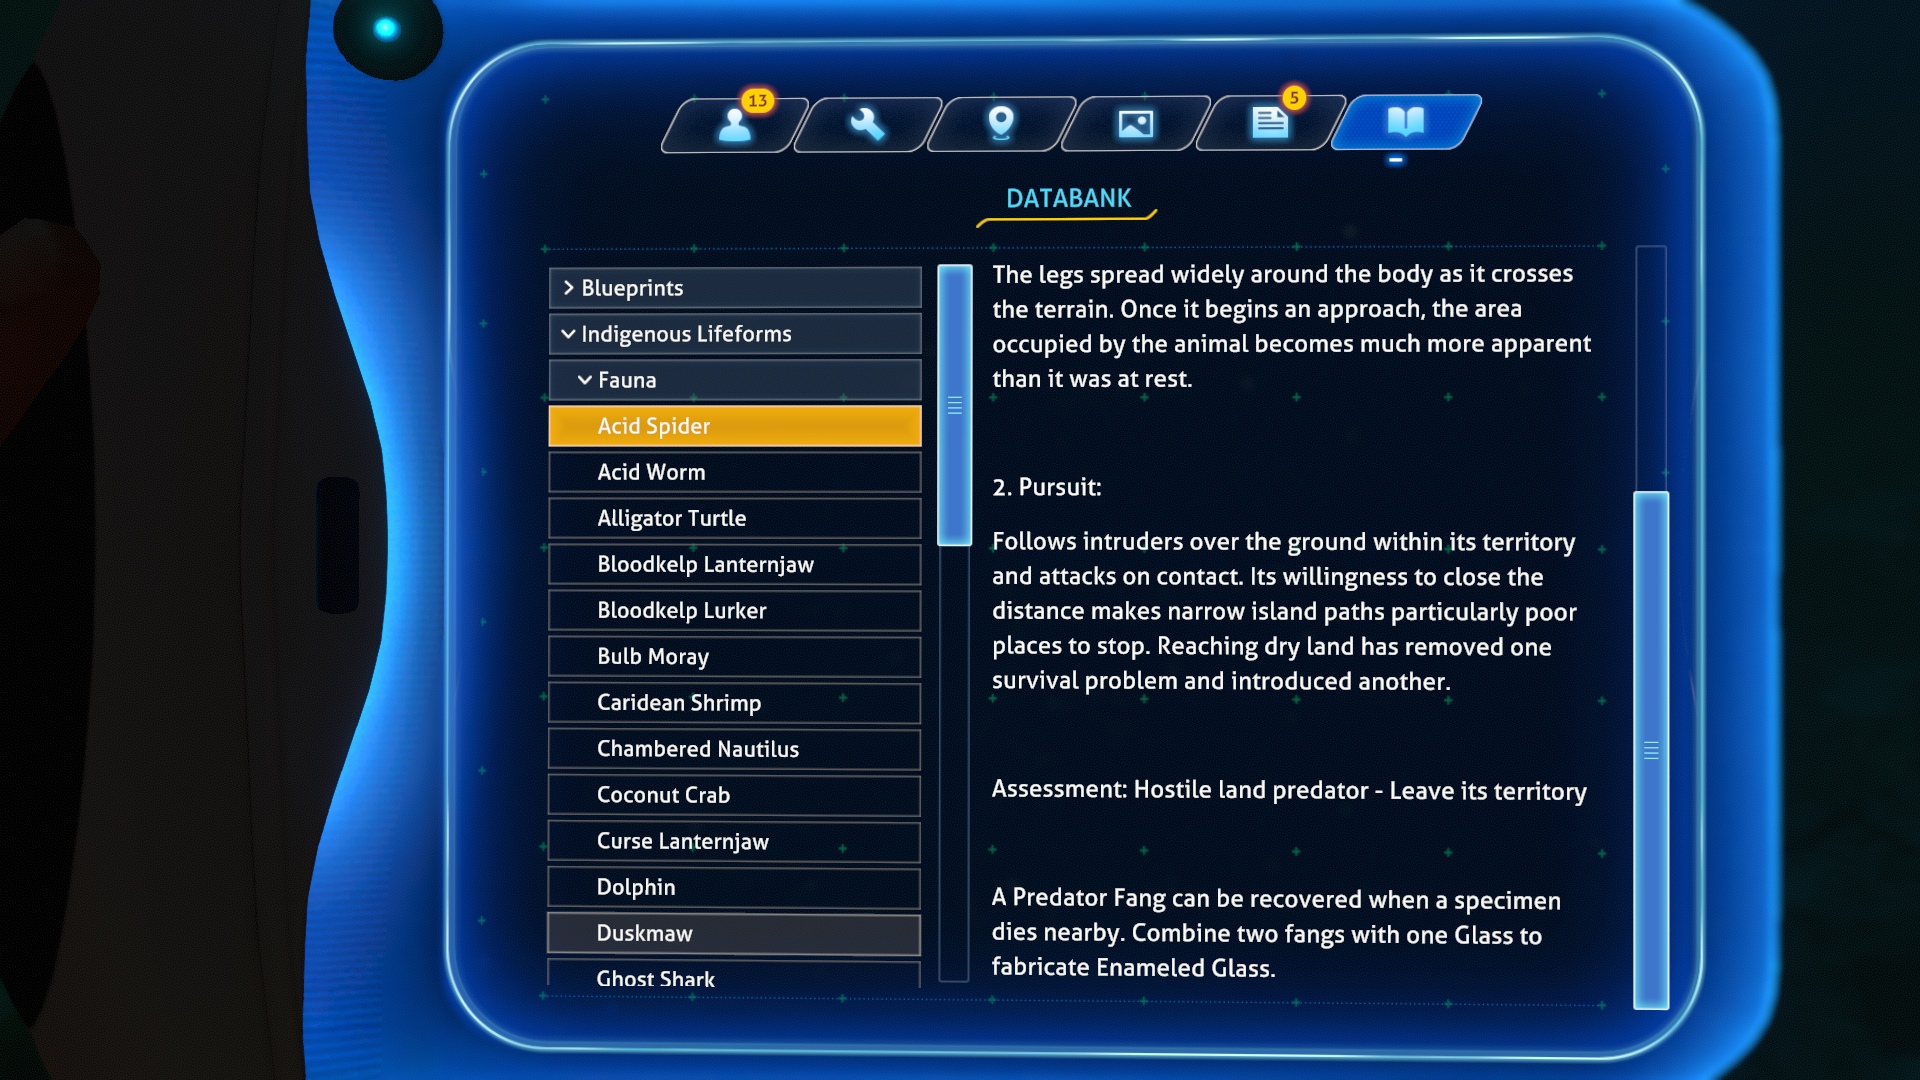 13
5
DATABANK
Blueprints
Indigenous Lifeforms
Fauna
Acid Spider
Acid Worm
Alligator Turtle
Bloodkelp Lanternjaw
Bloodkelp Lurker
Bulb Moray
Caridean Shrimp
Chambered Nautilus
Coconut Crab
Curse Lanternjaw
Dolphin
Duskmaw
Ghost Shark
The legs spread widely around the body as it crosses
the terrain. Once it begins an approach, the area
occupied by the animal becomes much more apparent
than it was at rest.
2. Pursuit:
Follows intruders over the ground within its territory
and attacks on contact. Its willingness to close the
distance makes narrow island paths particularly poor
places to stop. Reaching dry land has removed one
survival problem and introduced another.
Assessment: Hostile land predator - Leave its territory
A Predator Fang can be recovered when a specimen
dies nearby. Combine two fangs with one Glass to
fabricate Enameled Glass.